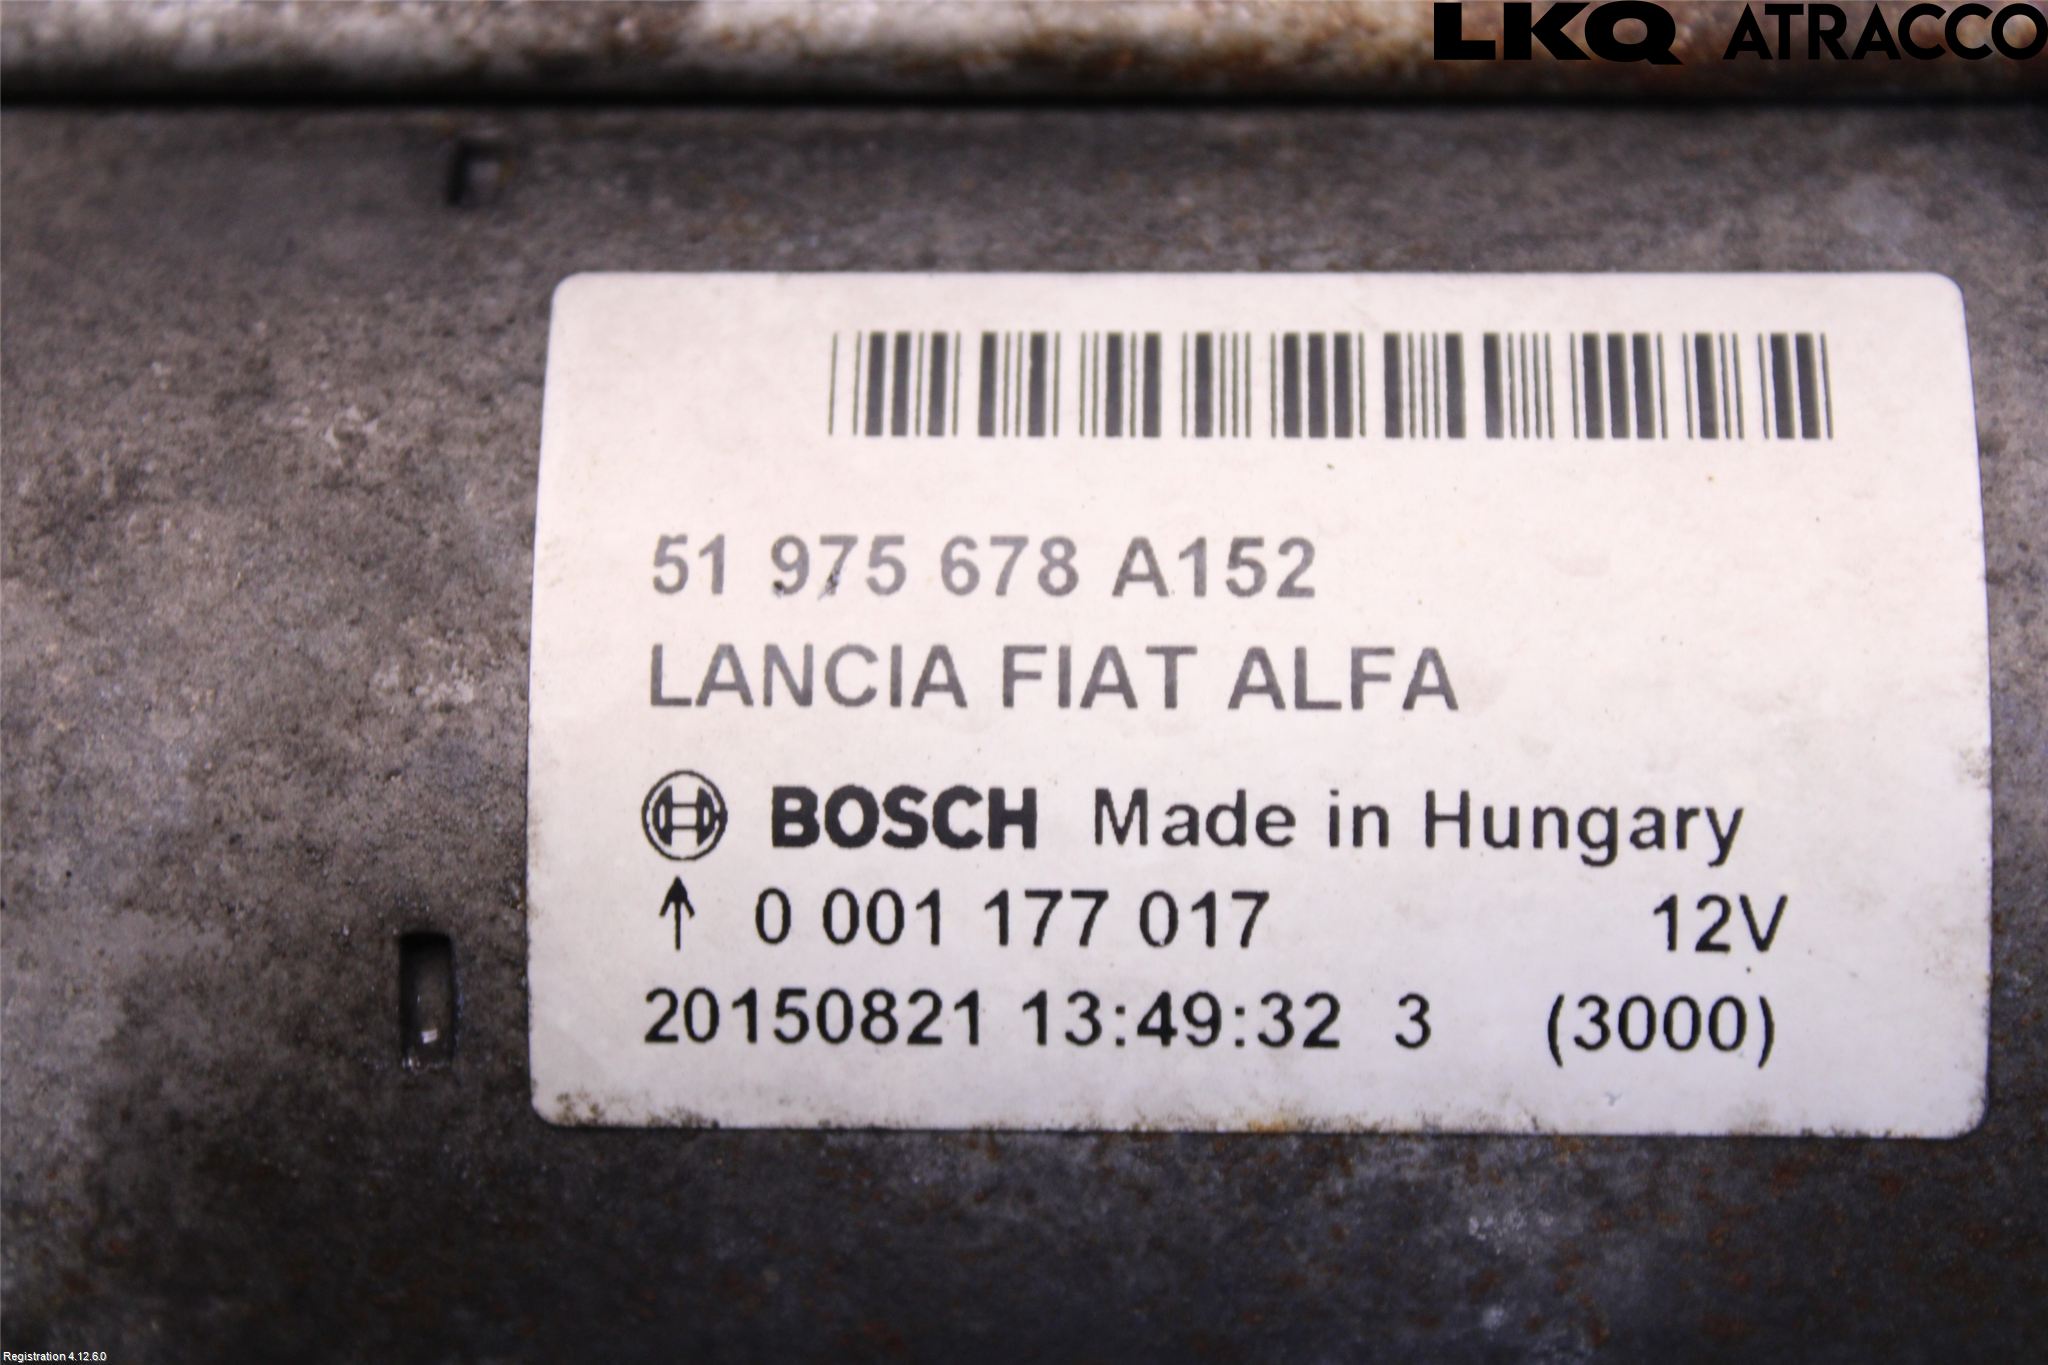 LKQ ATRACCO
51 975 678 A152
LANCIA FIAT ALFA
BOSCH Made in Hungary
↑ 0 001 177 017 12V
20150821 13:49:32 3 (3000)
Registration 4.12.6.0